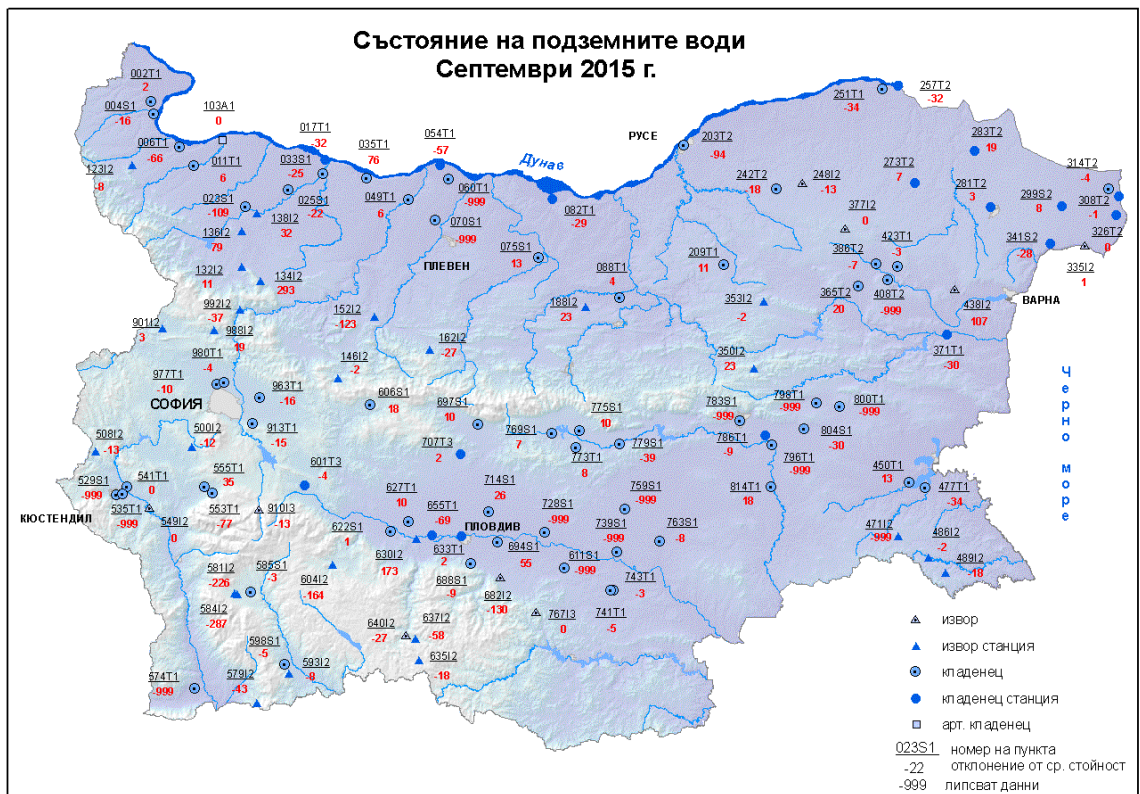 Състояние на подземните води
Септември 2015 г.
002T1
2
004S1
-16
103A1
0
006T1
-66
011T1
6
123I2
8
017T1
-32
033S1
-25
035T1
76
054T1
-57
Дунав
РУСЕ
203T2
-94
251T1
-34
257T2
-32
283T2
19
023S1
-109
025S1
-22
138I2
32
049T1
6
060T1
-999
070S1
-999
082T1
-29
242T2
18
248I2
-13
273T2
7
281T2
3
299S2
8
314T2
-4
308T2
-1
326T2
0
136I2
79
132I2
11
134I2
293
ПЛЕВЕН
075S1
13
088T1
4
209T1
11
377I2
0
386T2
-7
423T1
-3
341S2
-28
335I2
1
ВАРНА
992I2
-37
901I2
3
988I2
19
152I2
-123
162I2
-27
188I2
23
353I2
-2
365T2
20
408T2
-999
438I2
107
371T1
-30
980T1
-4
977T1
-10
СОФИЯ
963T1
-16
146I2
-2
606S1
18
697S1
10
350I2
23
783S1
-999
798T1
-999
800T1
-999
Черно море
508I2
-13
500I2
-12
913T1
-15
707T3
2
769S1
7
775S1
10
773T1
8
779S1
-39
786T1
-9
796T1
-999
804S1
-30
529S1
-999
541T1
0
535T1
-999
КЮСТЕНДИЛ
549I2
0
555T1
35
553T1
-77
910I3
-13
601T3
-4
627T1
10
655T1
-69
714S1
26
ПЛОВДИВ
728S1
-999
759S1
-999
739S1
-999
763S1
-8
814T1
18
450T1
13
477T1
-34
471I2
-999
486I2
-2
489I2
-18
622S1
1
630I2
173
633T1
2
694S1
55
611S1
-999
581I2
-226
585S1
-3
604I2
-164
584I2
-287
688S1
-9
682I2
-130
743T1
-3
741T1
-5
767I3
0
640I2
-27
637I2
-58
635I2
-18
598S1
-5
593I2
8
574T1
-999
579I2
-43
извор
извор станция
кладенец
кладенец станция
арт. кладенец
023S1 номер на пункта
-22 отклонение от ср. стойност
-999 липсват данни